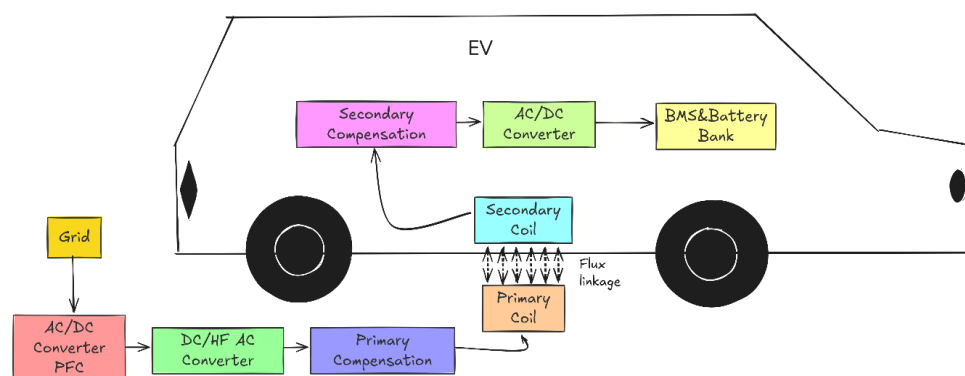 EV
Secondary
Compensation
AC/DC
Converter
BMS&Battery
Bank
Secondary
Coil
Grid
Flux
linkage
Primary
Coil
AC/DC
Converter
PFC
DC/HF AC
Converter
Primary
Compensation